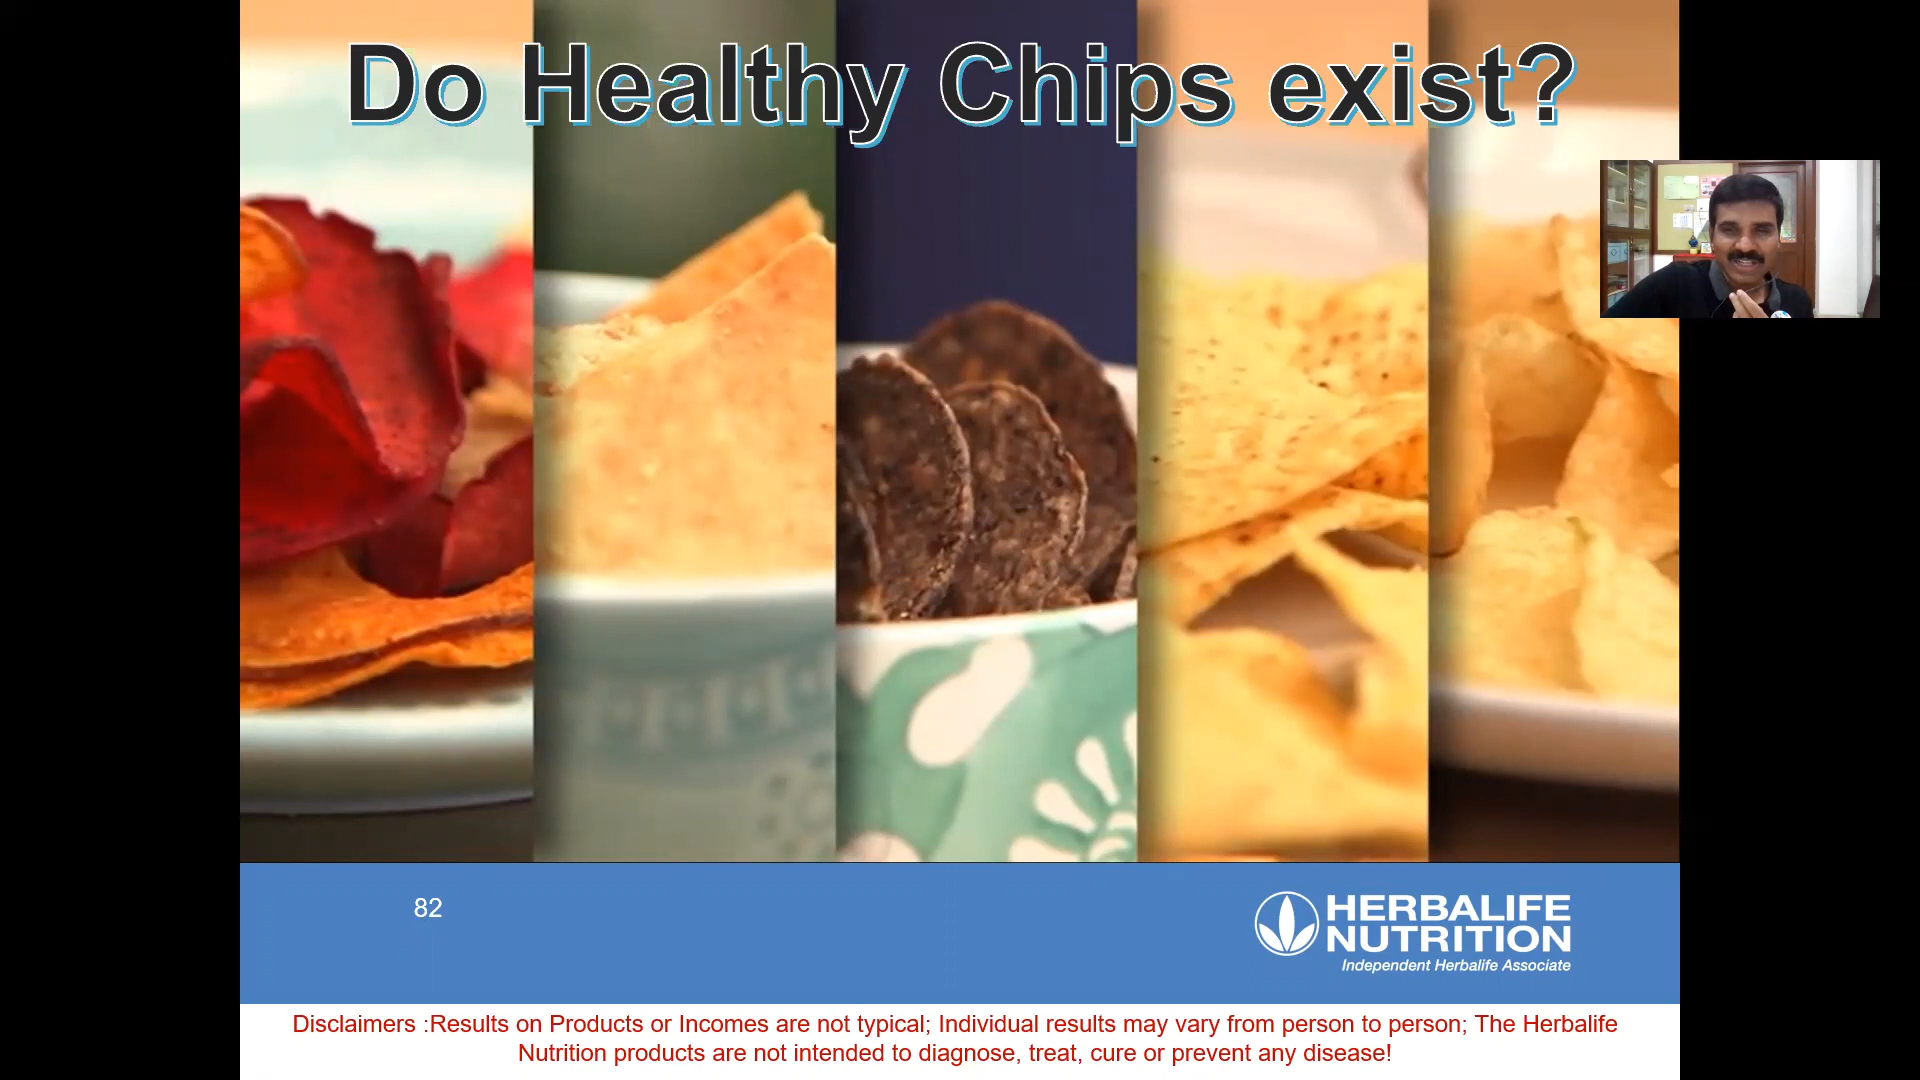 Do Healthy Chips exist?
82
HERBALIFE
NUTRITION
Independent Herbalife Associate
Disclaimers :Results on Products or Incomes are not typical; Individual results may vary from person to person; The Herbalife
Nutrition products are not intended to diagnose, treat, cure or prevent any disease!